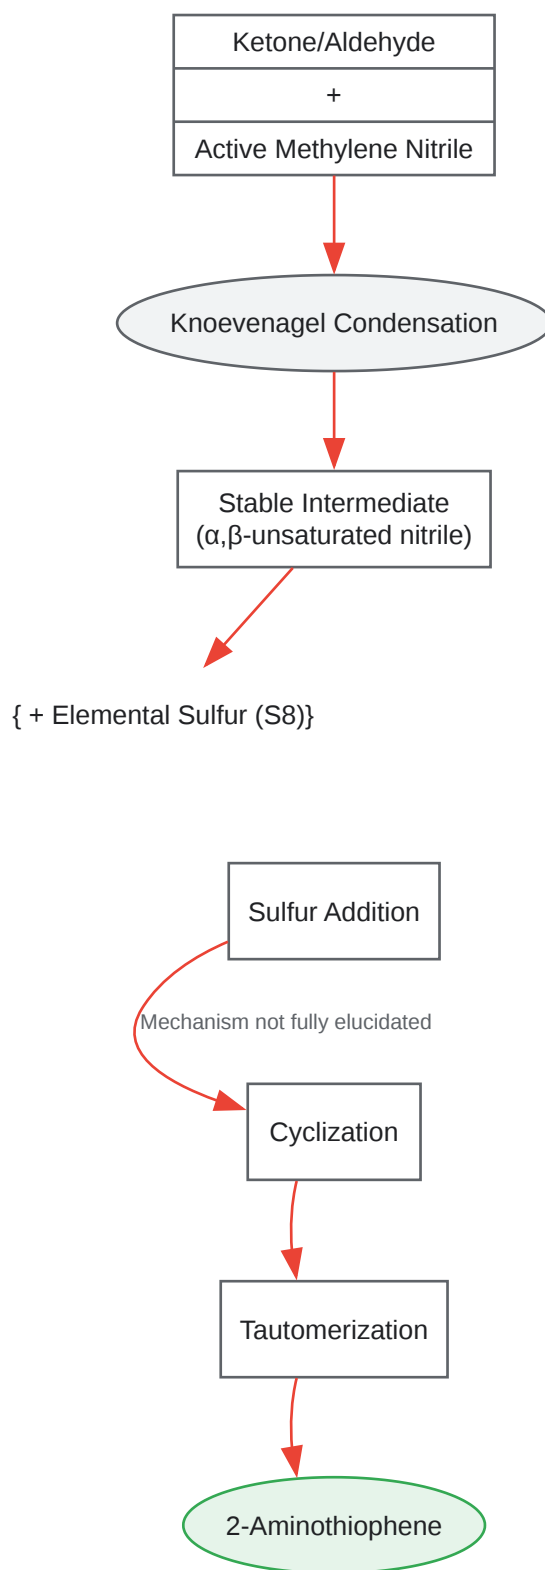 Ketone/Aldehyde
+
Active Methylene Nitrile
Knoevenagel Condensation
Stable Intermediate
(α,β-unsaturated nitrile)
{ + Elemental Sulfur (S8)}
Sulfur Addition
Mechanism not fully elucidated
Cyclization
Tautomerization
2-Aminothiophene